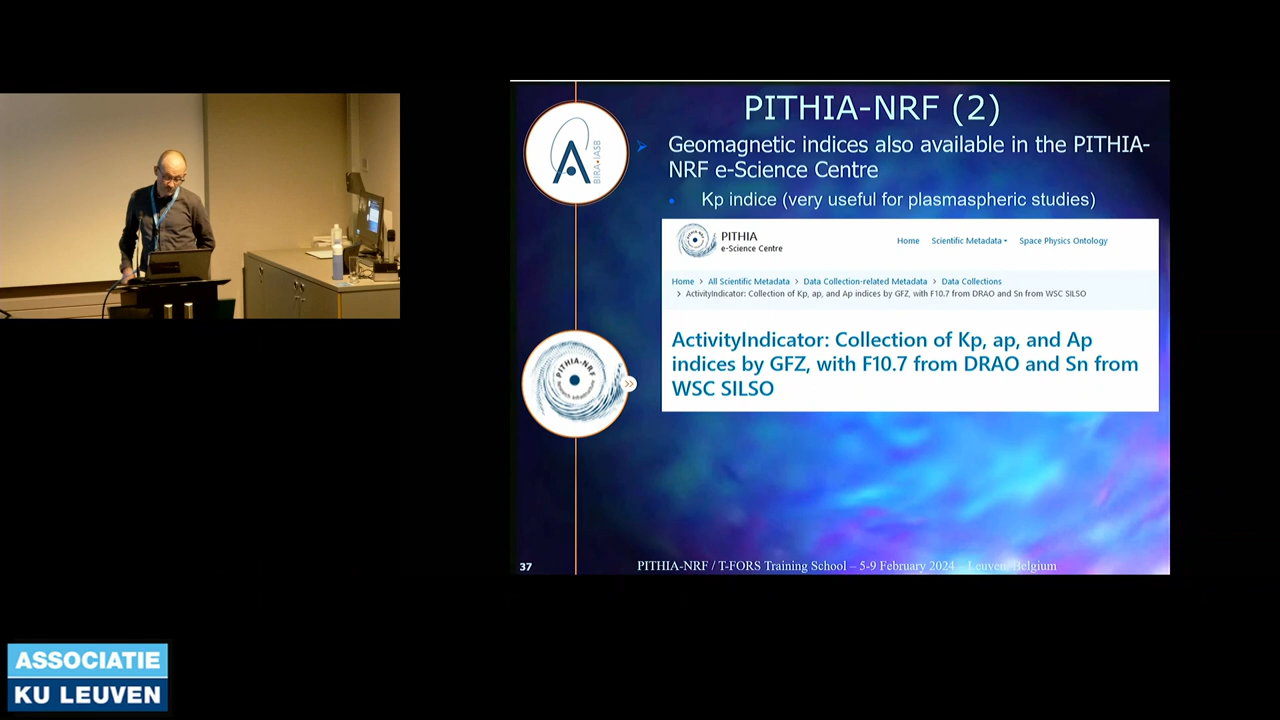 PITHIA-NRF (2)
Geomagnetic indices also available in the PITHIA-
NRF e-Science Centre
Kp indice (very useful for plasmaspheric studies)
PITHIA
e-Science Centre
Home Scientific Metadata Space Physics Ontology
Home > All Scientific Metadata > Data Collection-related Metadata > Data Collections
> ActivityIndicator: Collection of Kp, ap, and Ap indices by GFZ, with F10.7 from DRAO and Sn from WSC SILSO
ActivityIndicator: Collection of Kp, ap, and Ap
indices by GFZ, with F10.7 from DRAO and Sn from
WSC SILSO
BIRA•IASB
PITHIA-NRF
37
PITHIA-NRF / T-FORS Training School – 5-9 February 2024 – Leuven, Belgium
ASSOCIATIE
KU LEUVEN